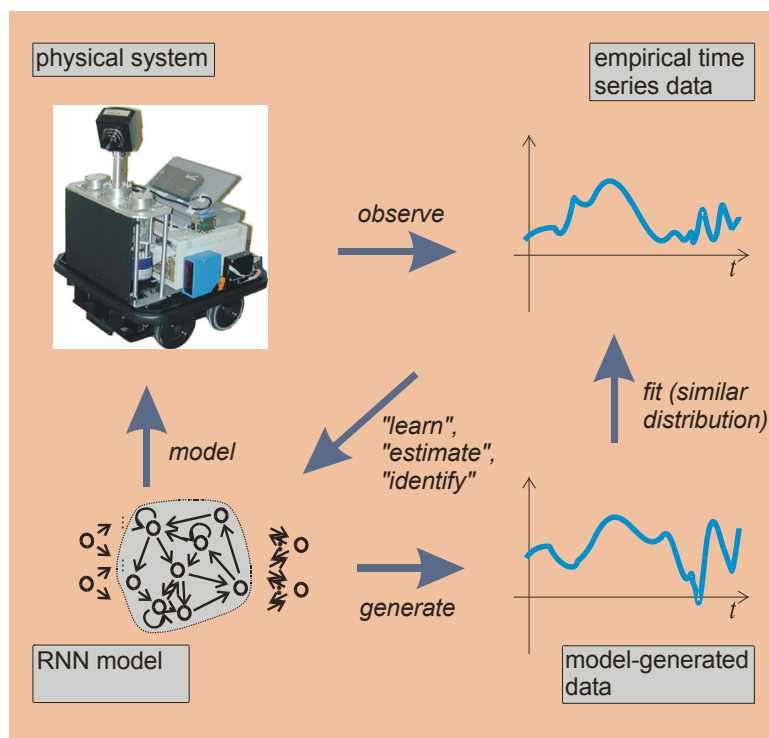 physical system
empirical time
series data
observe
t
"learn",
"estimate",
"identify"
fit (similar
distribution)
model
generate
t
RNN model
model-generated
data